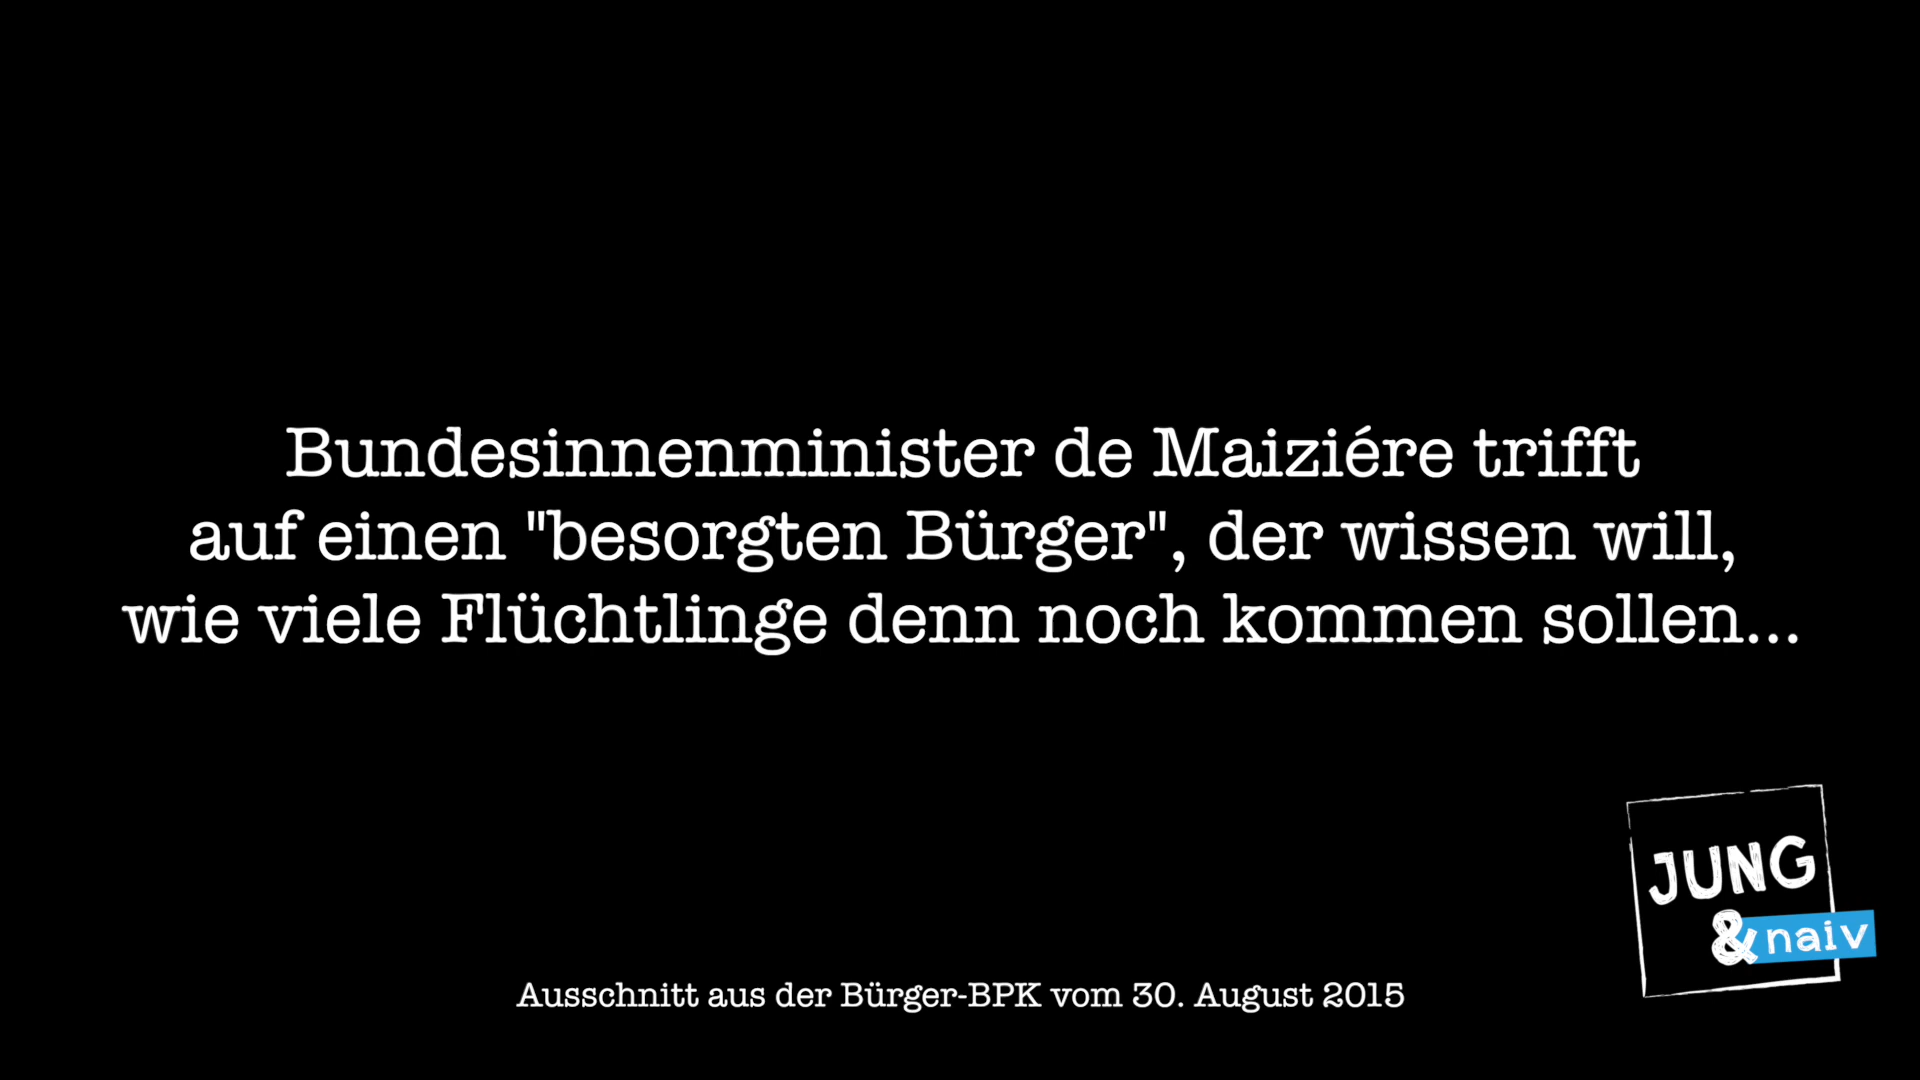 Bundesinnenminister de Maiziére trifft
auf einen "besorgten Bürger", der wissen will,
wie viele Flüchtlinge denn noch kommen sollen...
JUNG
&naiv
Ausschnitt aus der Bürger-BPK vom 30. August 2015